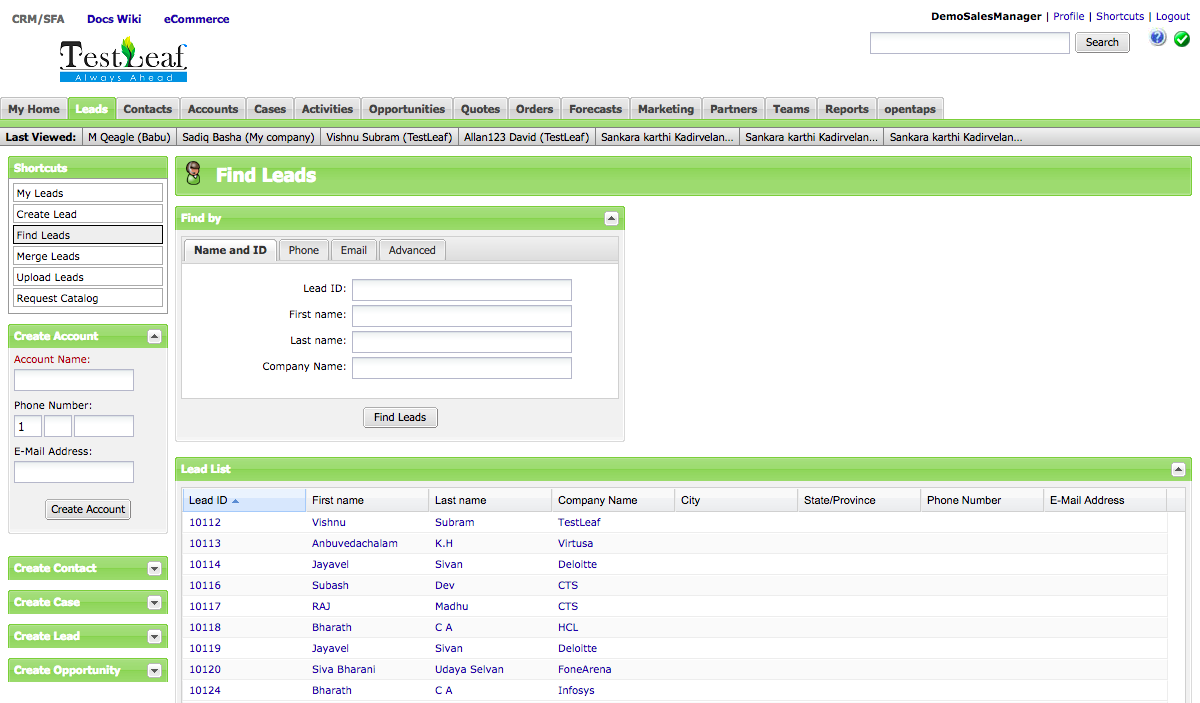 CRM/SFA Docs Wiki eCommerce
DemoSalesManager | Profile | Shortcuts | Logout
TestLeaf
Always Ahead
Search
My Home Leads Contacts Accounts Cases Activities Opportunities Quotes Orders Forecasts Marketing Partners Teams Reports opentaps
Last Viewed: M Qeagle (Babu) Sadiq Basha (My company) Vishnu Subram (TestLeaf) Allan123 David (TestLeaf) Sankara karthi Kadirvelan... Sankara karthi Kadirvelan... Sankara karthi Kadirvelan...
Shortcuts
My Leads
Create Lead
Find Leads
Merge Leads
Upload Leads
Request Catalog
Create Account
Account Name:
Phone Number:
1
E-Mail Address:
Create Account
Create Contact
Create Case
Create Lead
Create Opportunity
Find Leads
Find by
Name and ID Phone Email Advanced
Lead ID:
First name:
Last name:
Company Name:
Find Leads
Lead List
Lead ID First name Last name Company Name City State/Province Phone Number E-Mail Address
10112 Vishnu Subram TestLeaf
10113 Anbuvedachalam K.H Virtusa
10114 Jayavel Sivan Deloitte
10116 Subash Dev CTS
10117 RAJ Madhu CTS
10118 Bharath C A HCL
10119 Jayavel Sivan Deloitte
10120 Siva Bharani Udaya Selvan FoneArena
10124 Bharath C A Infosys